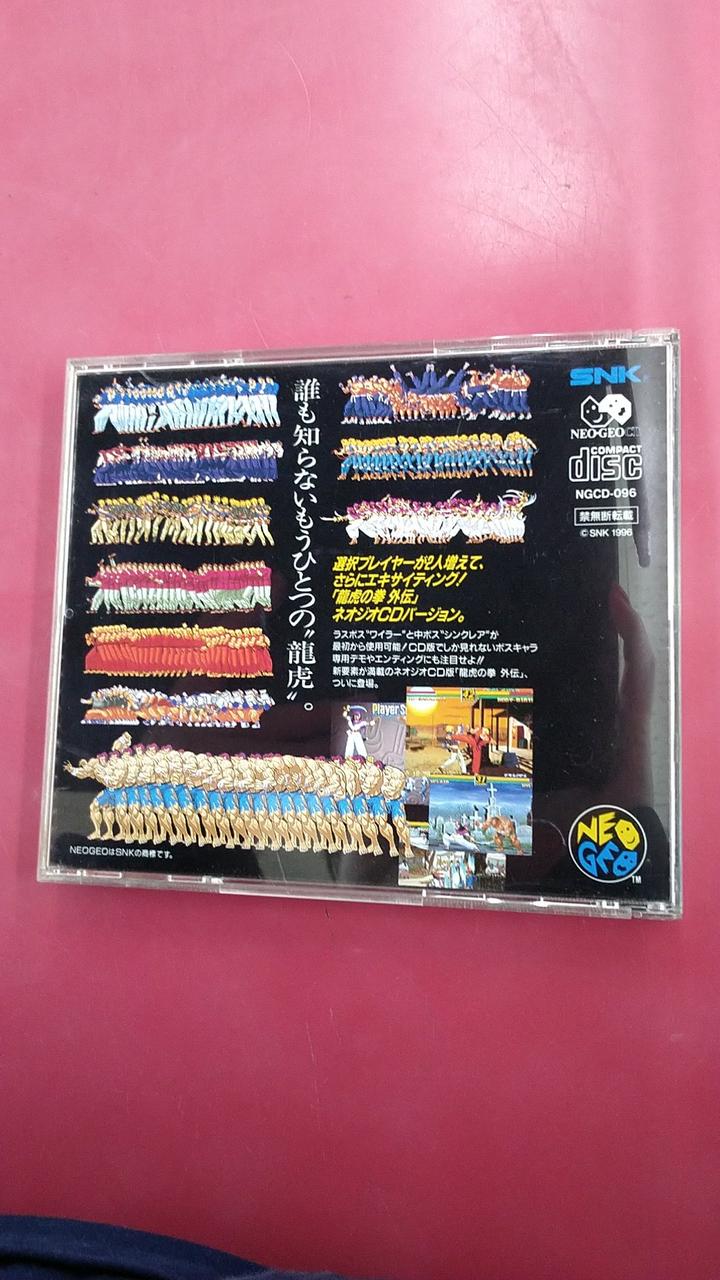 誰も知らないもうひとつの“龍虎”。
SNK
NEO•GEO CD
COMPACT
disc
NGCD-096
禁無断転載
© SNK 1996
選択プレイヤーが2人増えて、
さらにエキサイティング!
「龍虎の拳 外伝」
ネオジオCDバージョン。
ラスボス“ワイラー”と中ボス“シンクレア”が
最初から使用可能!CD版でしか見れないボスキャラ
専用デモやエンディングにも注目せよ!!
新要素が満載のネオジオCD版「龍虎の拳 外伝」、
ついに登場。
Player S
NEO
GEO
TM
NEOGEOはSNKの商標です。